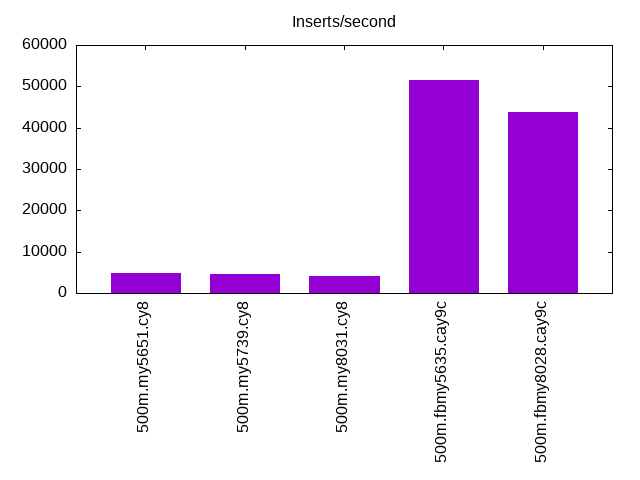 Inserts/second
60000
50000
40000
30000
20000
10000
0
500m.my5651.cy8
500m.my5739.cy8
500m.my8031.cy8
500m.fbmy5635.cay9c
500m.fbmy8028.cay9c